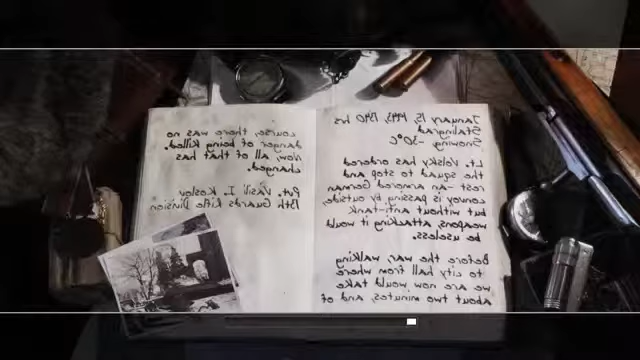 January 15, 1943, 1340 hrs
Stalingrad
Snowing, -30°C
Lt. Volsky has ordered
the squad to stop and
rest - an armored German
convoy is passing by outside,
but without anti-tank
weapons, attacking it would
be useless.
Before the war, walking
to city hall from where
we are now would take
about two minutes, and of
course, there was no
danger of being killed.
Now, all of that has
changed.
Pvt. Vasili I. Koslov
13th Guards Rifle Division